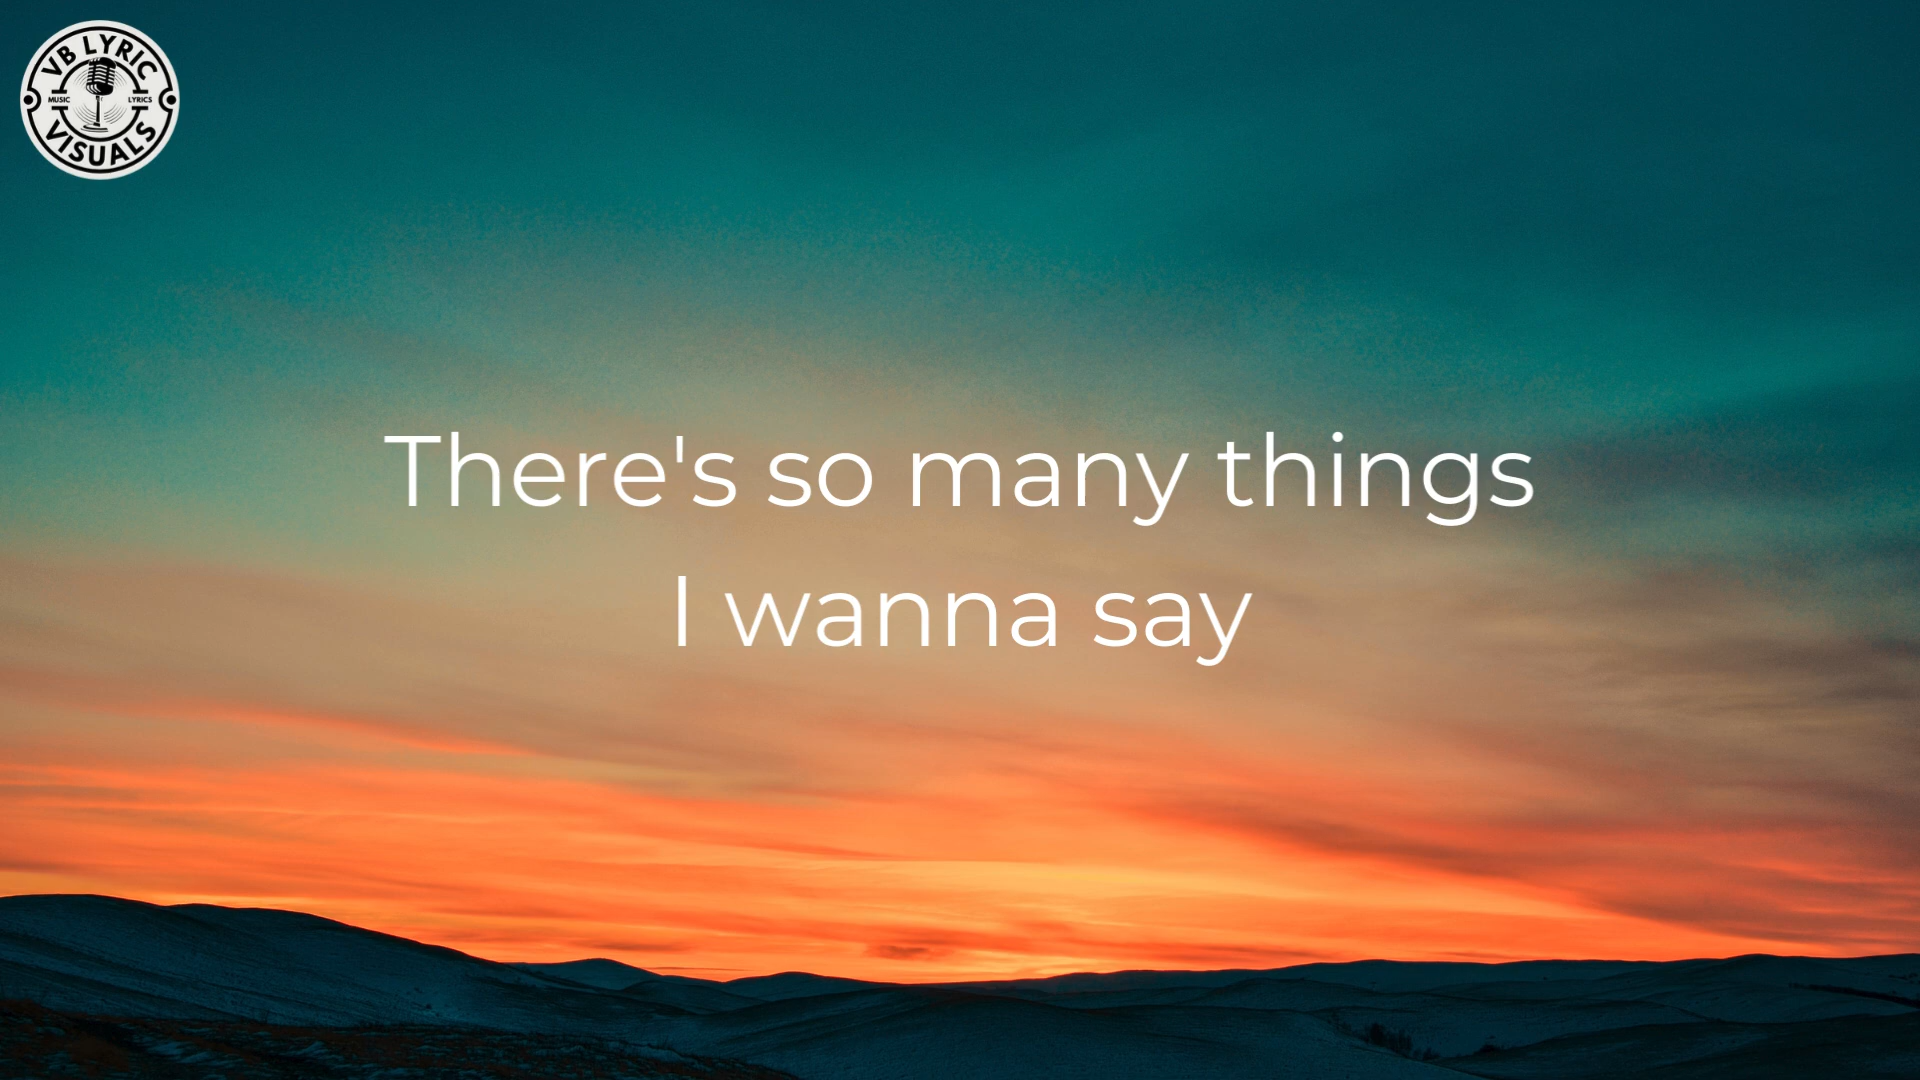 VB LYRIC
MUSIC
LYRICS
VISUALS
There's so many things
I wanna say